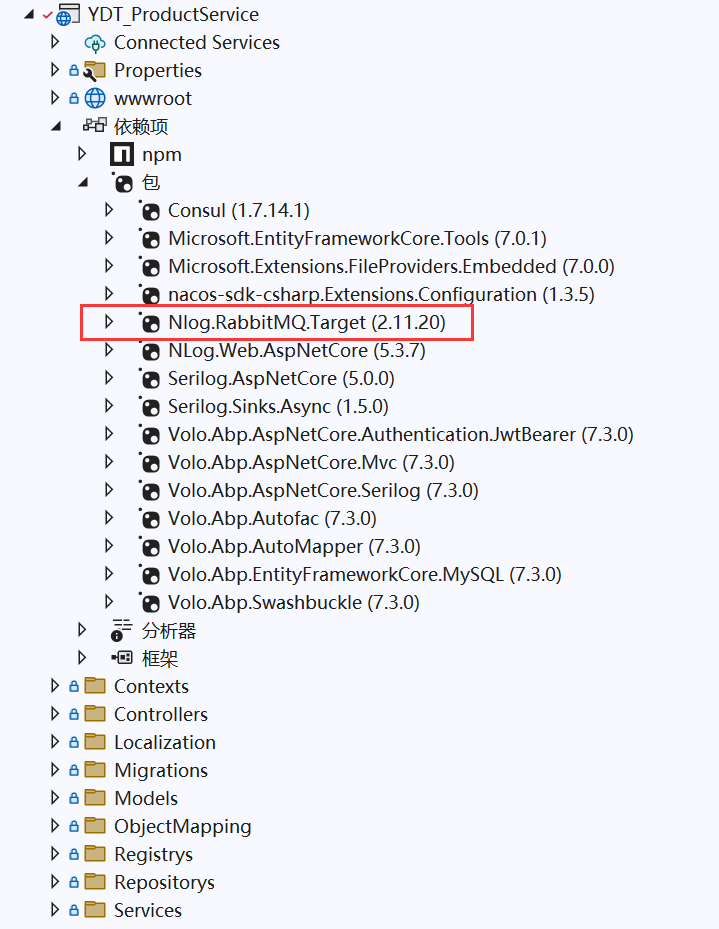 YDT_ProductService
Connected Services
Properties
wwwroot
依赖项
npm
包
Consul (1.7.14.1)
Microsoft.EntityFrameworkCore.Tools (7.0.1)
Microsoft.Extensions.FileProviders.Embedded (7.0.0)
nacos-sdk-csharp.Extensions.Configuration (1.3.5)
Nlog.RabbitMQ.Target (2.11.20)
NLog.Web.AspNetCore (5.3.7)
Serilog.AspNetCore (5.0.0)
Serilog.Sinks.Async (1.5.0)
Volo.Abp.AspNetCore.Authentication.JwtBearer (7.3.0)
Volo.Abp.AspNetCore.Mvc (7.3.0)
Volo.Abp.AspNetCore.Serilog (7.3.0)
Volo.Abp.Autofac (7.3.0)
Volo.Abp.AutoMapper (7.3.0)
Volo.Abp.EntityFrameworkCore.MySQL (7.3.0)
Volo.Abp.Swashbuckle (7.3.0)
分析器
框架
Contexts
Controllers
Localization
Migrations
Models
ObjectMapping
Registrys
Repositorys
Services